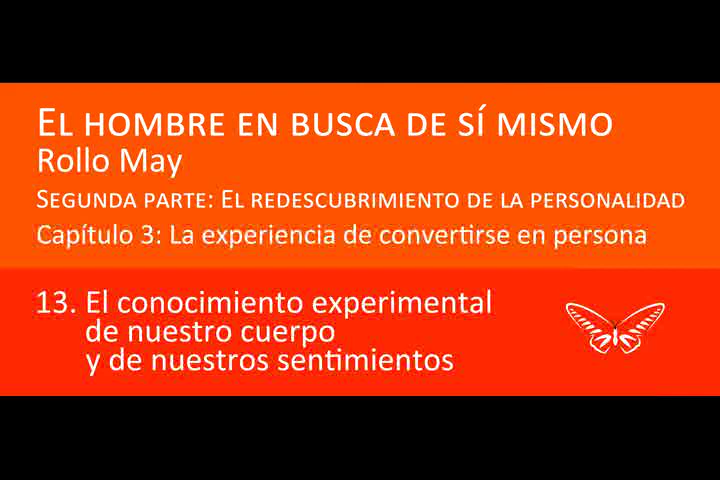 El hombre en busca de sí mismo
Rollo May
Segunda parte: El redescubrimiento de la personalidad
Capítulo 3: La experiencia de convertirse en persona
13. El conocimiento experimental
de nuestro cuerpo
y de nuestros sentimientos